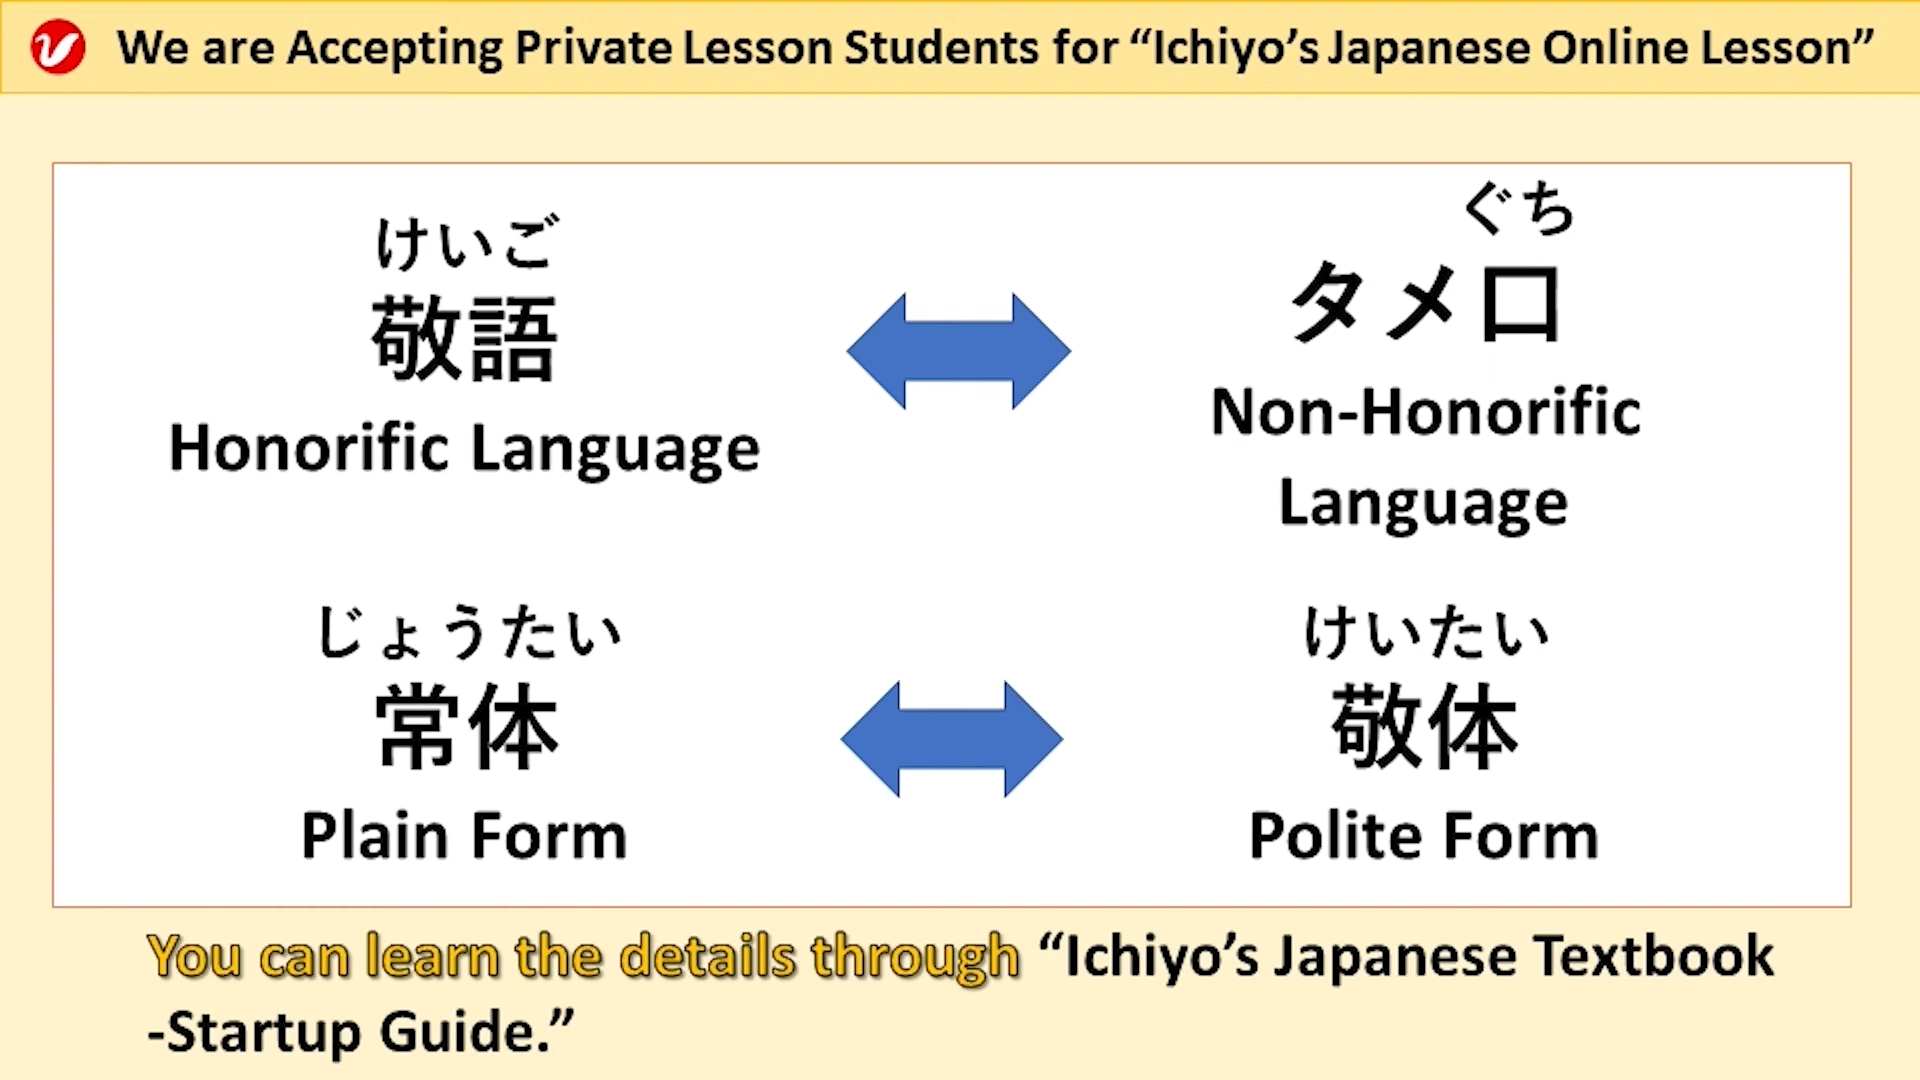 We are Accepting Private Lesson Students for “Ichiyo’s Japanese Online Lesson”
けいご
敬語
Honorific Language
ぐち
タメ口
Non-Honorific
Language
じょうたい
常体
Plain Form
けいたい
敬体
Polite Form
You can learn the details through “Ichiyo’s Japanese Textbook
-Startup Guide.”